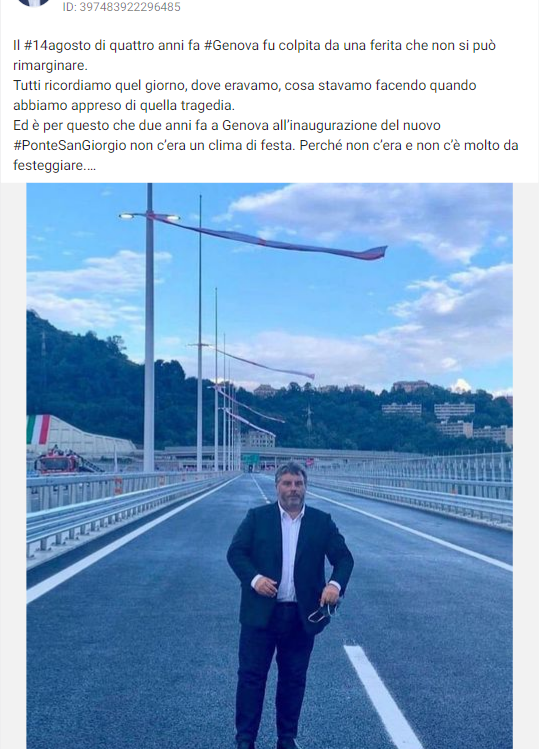 ID: 397483922296485
Il #14agosto di quattro anni fa #Genova fu colpita da una ferita che non si può
rimarginare.
Tutti ricordiamo quel giorno, dove eravamo, cosa stavamo facendo quando
abbiamo appreso di quella tragedia.
Ed è per questo che due anni fa a Genova all’inaugurazione del nuovo
#PonteSanGiorgio non c’era un clima di festa. Perché non c’era e non c’è molto da
festeggiare....